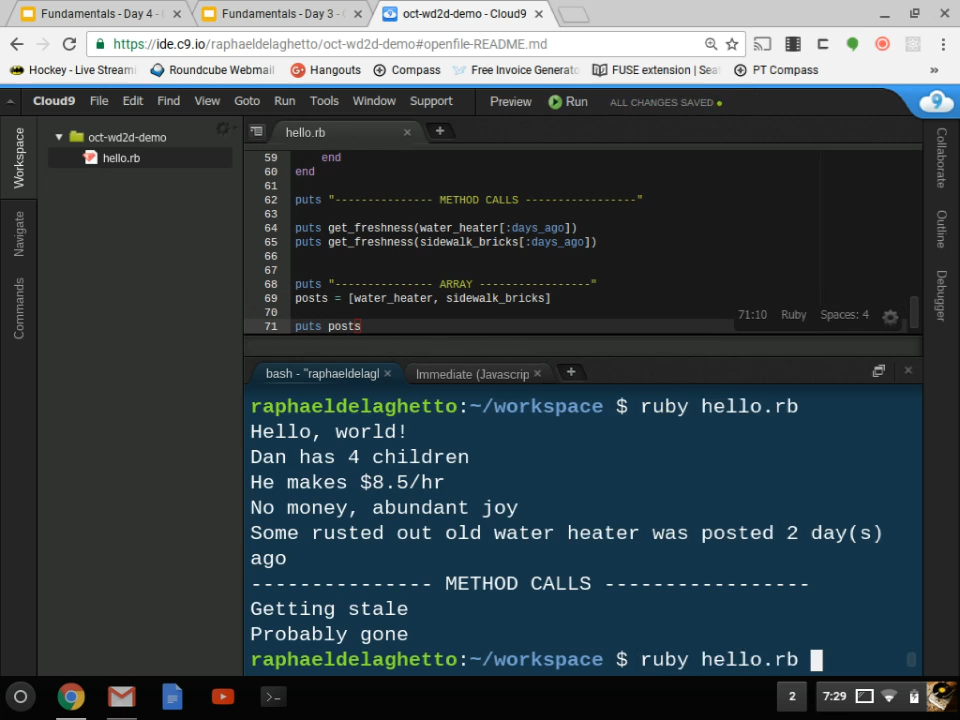 Fundamentals - Day 4 -
Fundamentals - Day 3 -
oct-wd2d-demo - Cloud9
https://ide.c9.io/raphaeldelaghetto/oct-wd2d-demo#openfile-README.md
Hockey - Live Streami
Roundcube Webmail
Hangouts
Compass
Free Invoice Generato
FUSE extension | Sea
PT Compass
»
Cloud9 File Edit Find View Goto Run Tools Window Support Preview Run ALL CHANGES SAVED
Workspace
Navigate
Commands
oct-wd2d-demo
hello.rb
hello.rb
59 end
60 end
61
62 puts "--------------- METHOD CALLS -----------------"
63
64 puts get_freshness(water_heater[:days_ago])
65 puts get_freshness(sidewalk_bricks[:days_ago])
66
67
68 puts "--------------- ARRAY -----------------"
69 posts = [water_heater, sidewalk_bricks]
70
71 puts posts
71:10 Ruby Spaces: 4
Collaborate
Outline
Debugger
bash - "raphaeldelagl
Immediate (Javascrip
raphaeldelaghetto:~/workspace $ ruby hello.rb
Hello, world!
Dan has 4 children
He makes $8.5/hr
No money, abundant joy
Some rusted out old water heater was posted 2 day(s)
ago
--------------- METHOD CALLS -----------------
Getting stale
Probably gone
raphaeldelaghetto:~/workspace $ ruby hello.rb
2
7:29